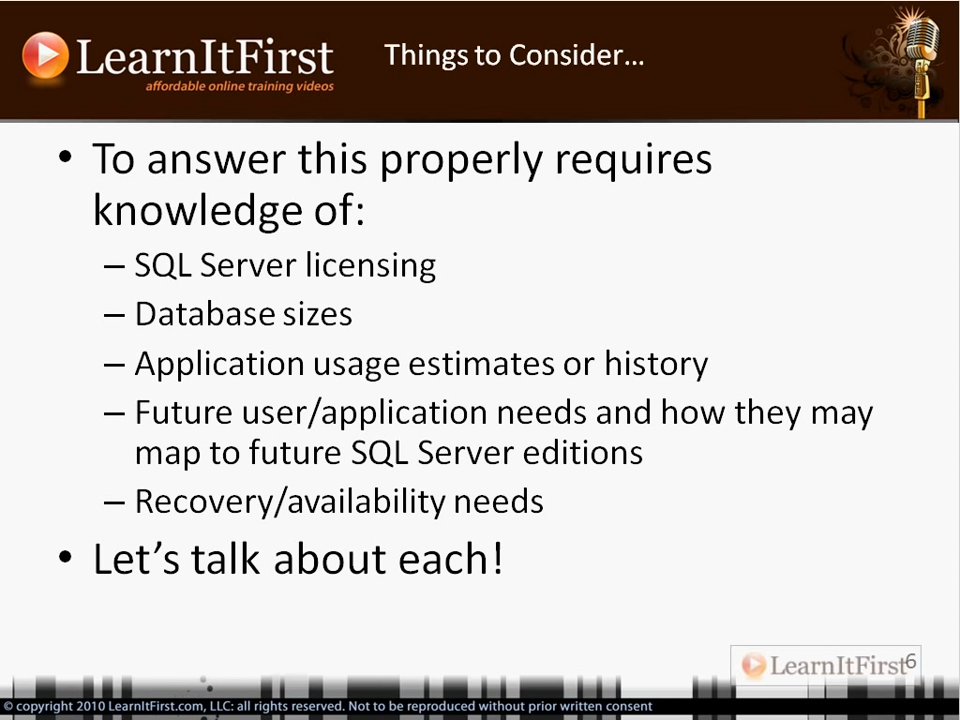 LearnItFirst
affordable online training videos
Things to Consider…
• To answer this properly requires
knowledge of:
– SQL Server licensing
– Database sizes
– Application usage estimates or history
– Future user/application needs and how they may
map to future SQL Server editions
– Recovery/availability needs
• Let’s talk about each!
LearnItFirst
6
© copyright 2010 LearnItFirst.com, LLC: all rights reserved. Not to be reproduced without prior written consent